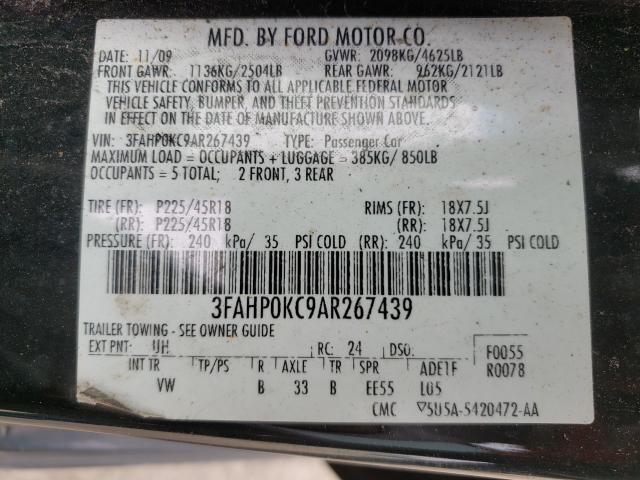 MFD. BY FORD MOTOR CO.
DATE: 11/09 GVWR: 2098KG/4625LB
FRONT GAWR: 1136KG/2504LB REAR GAWR: 962KG/2121LB
THIS VEHICLE CONFORMS TO ALL APPLICABLE FEDERAL MOTOR
VEHICLE SAFETY, BUMPER, AND THEFT PREVENTION STANDARDS
IN EFFECT ON THE DATE OF MANUFACTURE SHOWN ABOVE.
VIN: 3FAHP0KC9AR267439 TYPE: Passenger Car
MAXIMUM LOAD = OCCUPANTS + LUGGAGE = 385KG/ 850LB
OCCUPANTS = 5 TOTAL; 2 FRONT, 3 REAR
TIRE (FR): P225/45R18 RIMS (FR): 18X7.5J
(RR): P225/45R18 (RR): 18X7.5J
PRESSURE (FR): 240 kPa/ 35 PSI COLD (RR): 240 kPa/ 35 PSI COLD
3FAHP0KC9AR267439
TRAILER TOWING - SEE OWNER GUIDE
EXT PNT: UH RC: 24 DSO: F0055
INT TR TP/PS R AXLE TR SPR ADE1F R0078
VW B 33 B EE55 L05
CMC 5U5A-5420472-AA